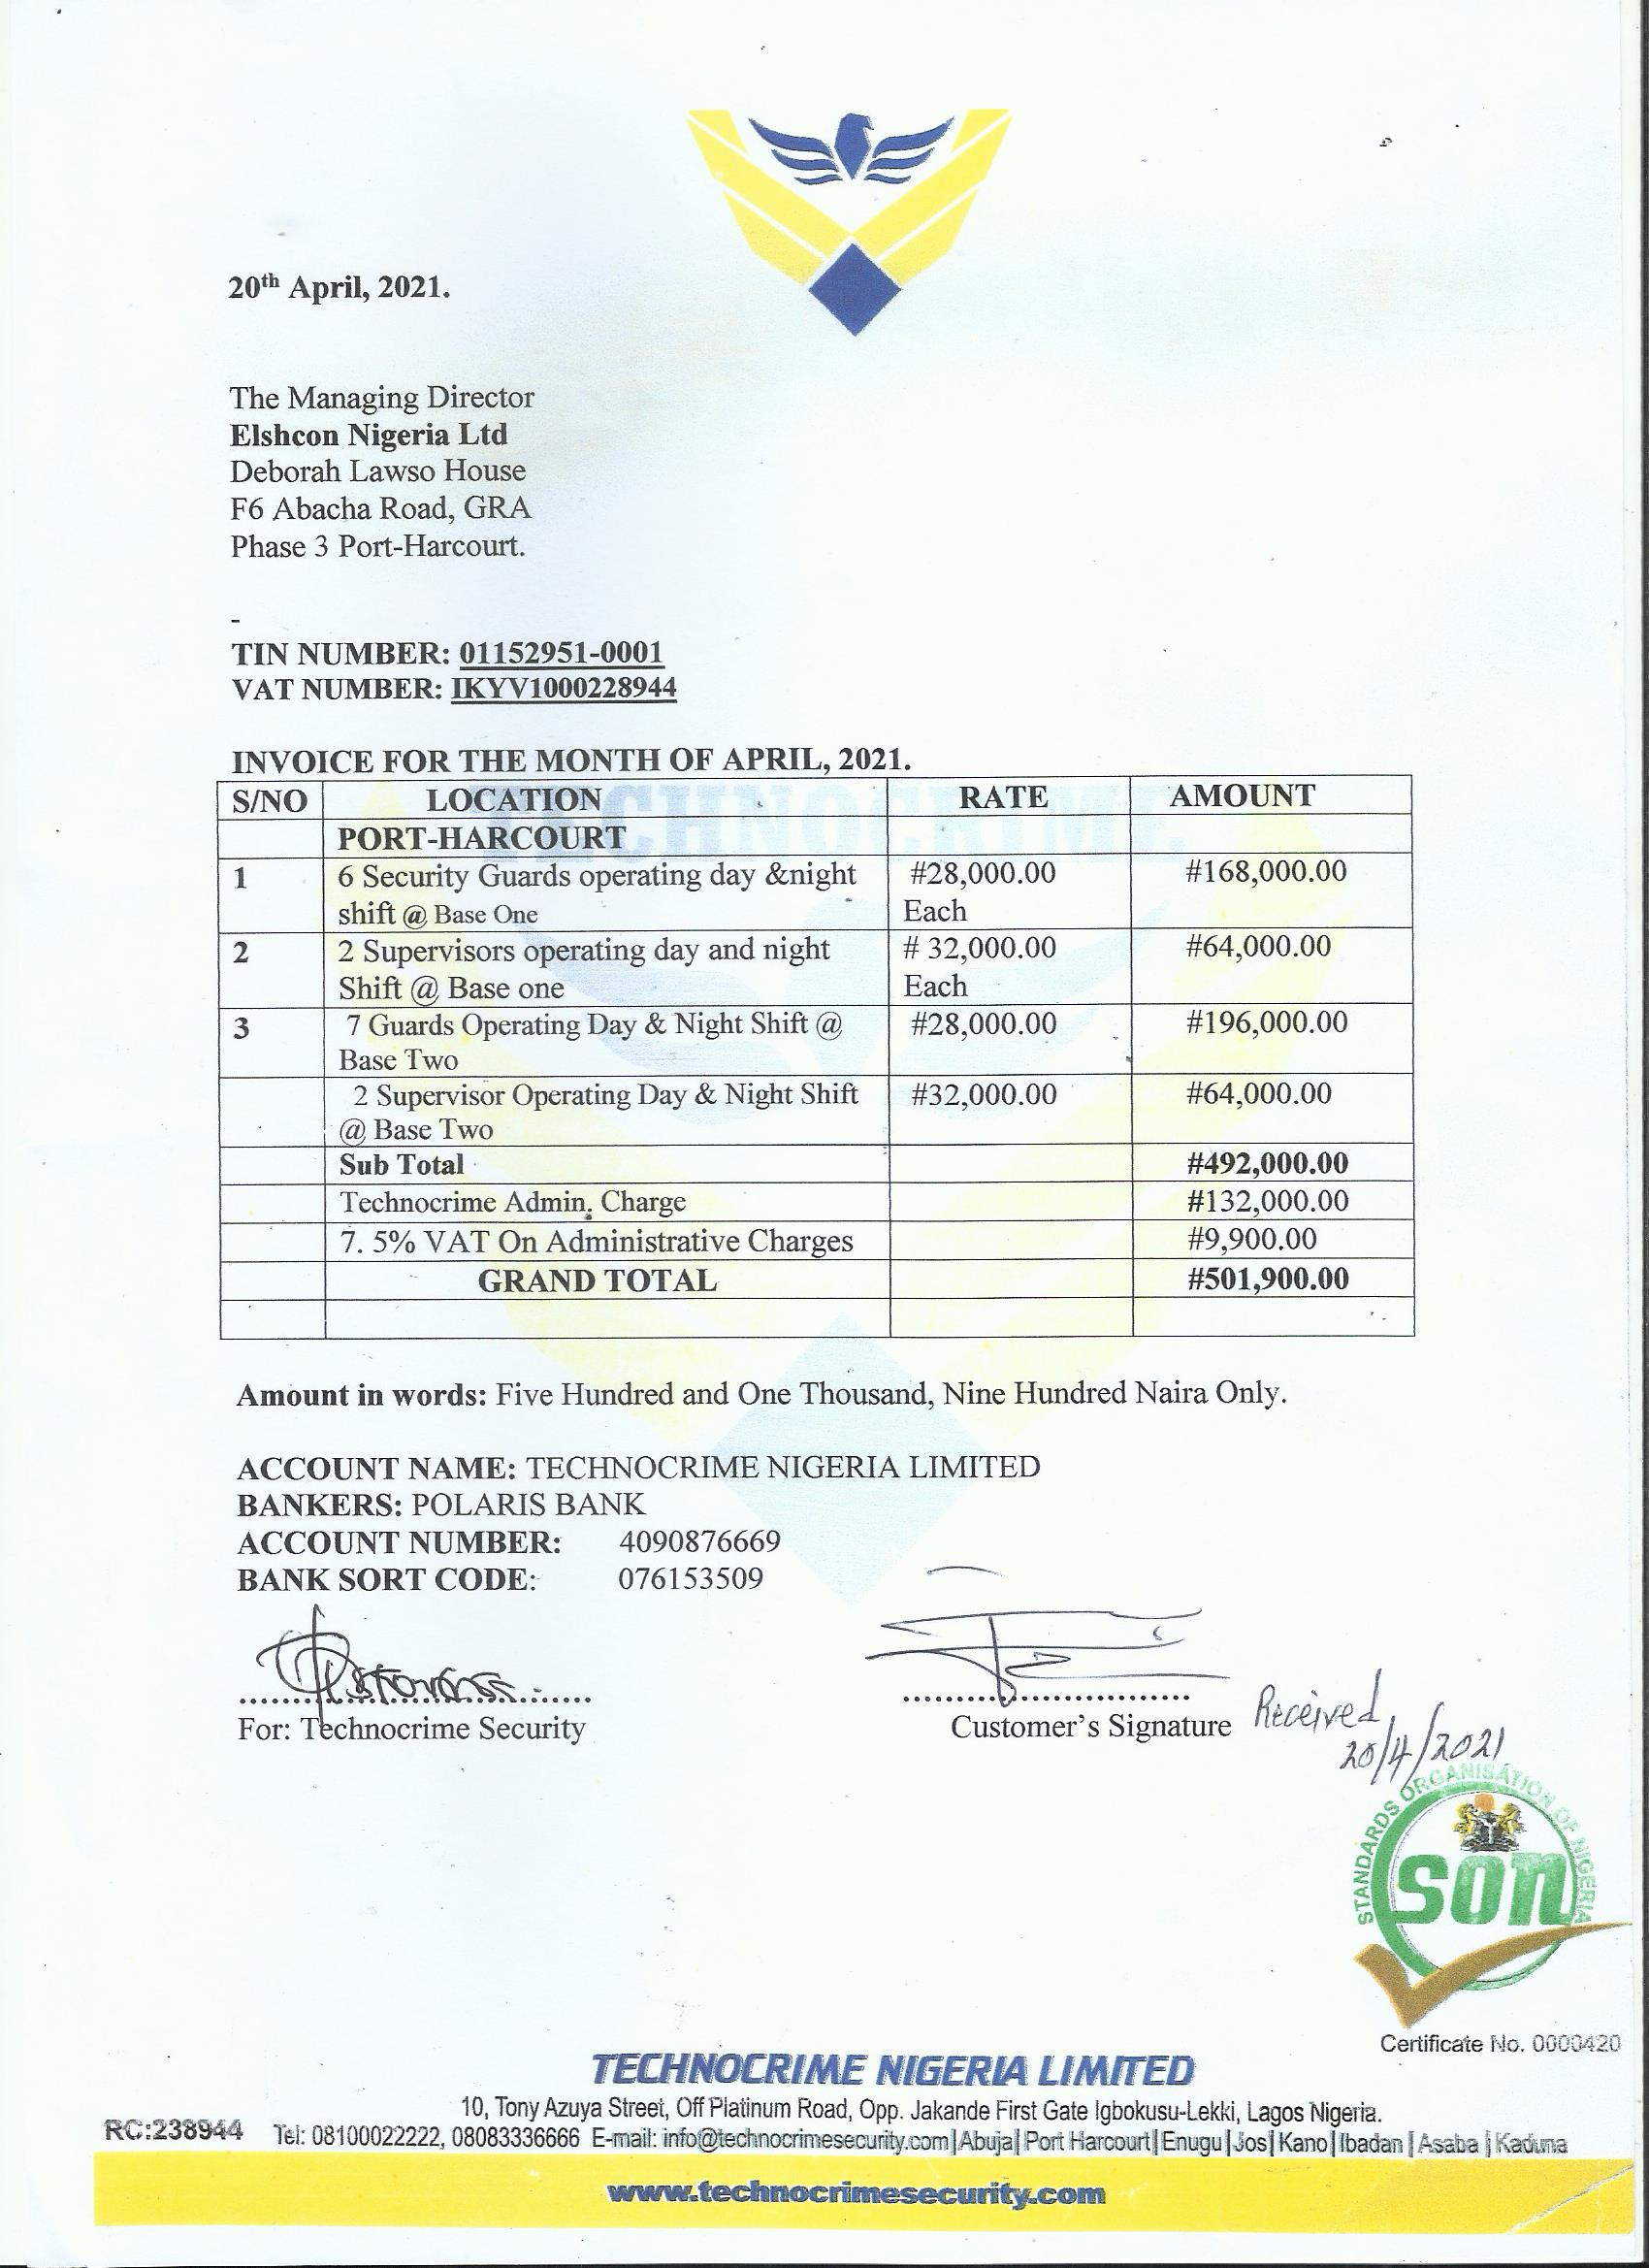 20th April, 2021.
The Managing Director
Elshcon Nigeria Ltd
Deborah Lawso House
F6 Abacha Road, GRA
Phase 3 Port-Harcourt.
-
TIN NUMBER: 01152951-0001
VAT NUMBER: IKYV1000228944
INVOICE FOR THE MONTH OF APRIL, 2021.
S/NO LOCATION RATE AMOUNT
PORT-HARCOURT
1 6 Security Guards operating day &night #28,000.00 #168,000.00
shift @ Base One Each
2 2 Supervisors operating day and night # 32,000.00 #64,000.00
Shift @ Base one Each
3 7 Guards Operating Day & Night Shift @ #28,000.00 #196,000.00
Base Two
2 Supervisor Operating Day & Night Shift #32,000.00 #64,000.00
@ Base Two
Sub Total #492,000.00
Technocrime Admin. Charge #132,000.00
7. 5% VAT On Administrative Charges #9,900.00
GRAND TOTAL #501,900.00
TECHNOCRIME
Amount in words: Five Hundred and One Thousand, Nine Hundred Naira Only.
ACCOUNT NAME: TECHNOCRIME NIGERIA LIMITED
BANKERS: POLARIS BANK
ACCOUNT NUMBER: 4090876669
BANK SORT CODE: 076153509
For: Technocrime Security
Customer's Signature
Received
20/4/2021
STANDARDS ORGANISATION OF NIGERIA
SON
Certificate No. 0000420
TECHNOCRIME NIGERIA LIMITED
10, Tony Azuya Street, Off Platinum Road, Opp. Jakande First Gate Igbokusu-Lekki, Lagos Nigeria.
RC:238944 Tel: 08100022222, 08083336666 E-mail: info@technocrimesecurity.com|Abuja| Port Harcourt|Enugu|Jos|Kano|Ibadan|Asaba|Kaduna
www.technocrimesecurity.com